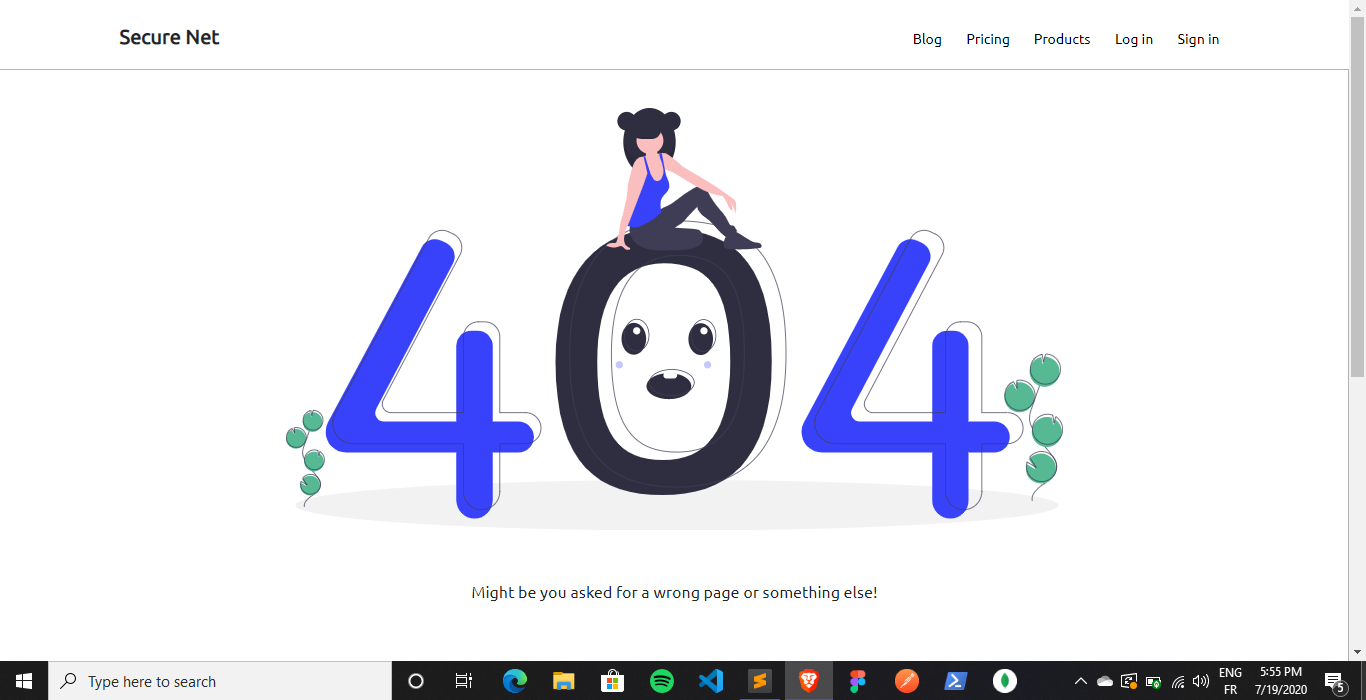 Secure Net
Blog Pricing Products Log in Sign in
404
Might be you asked for a wrong page or something else!
Type here to search
ENG
FR
5:55 PM
7/19/2020
5